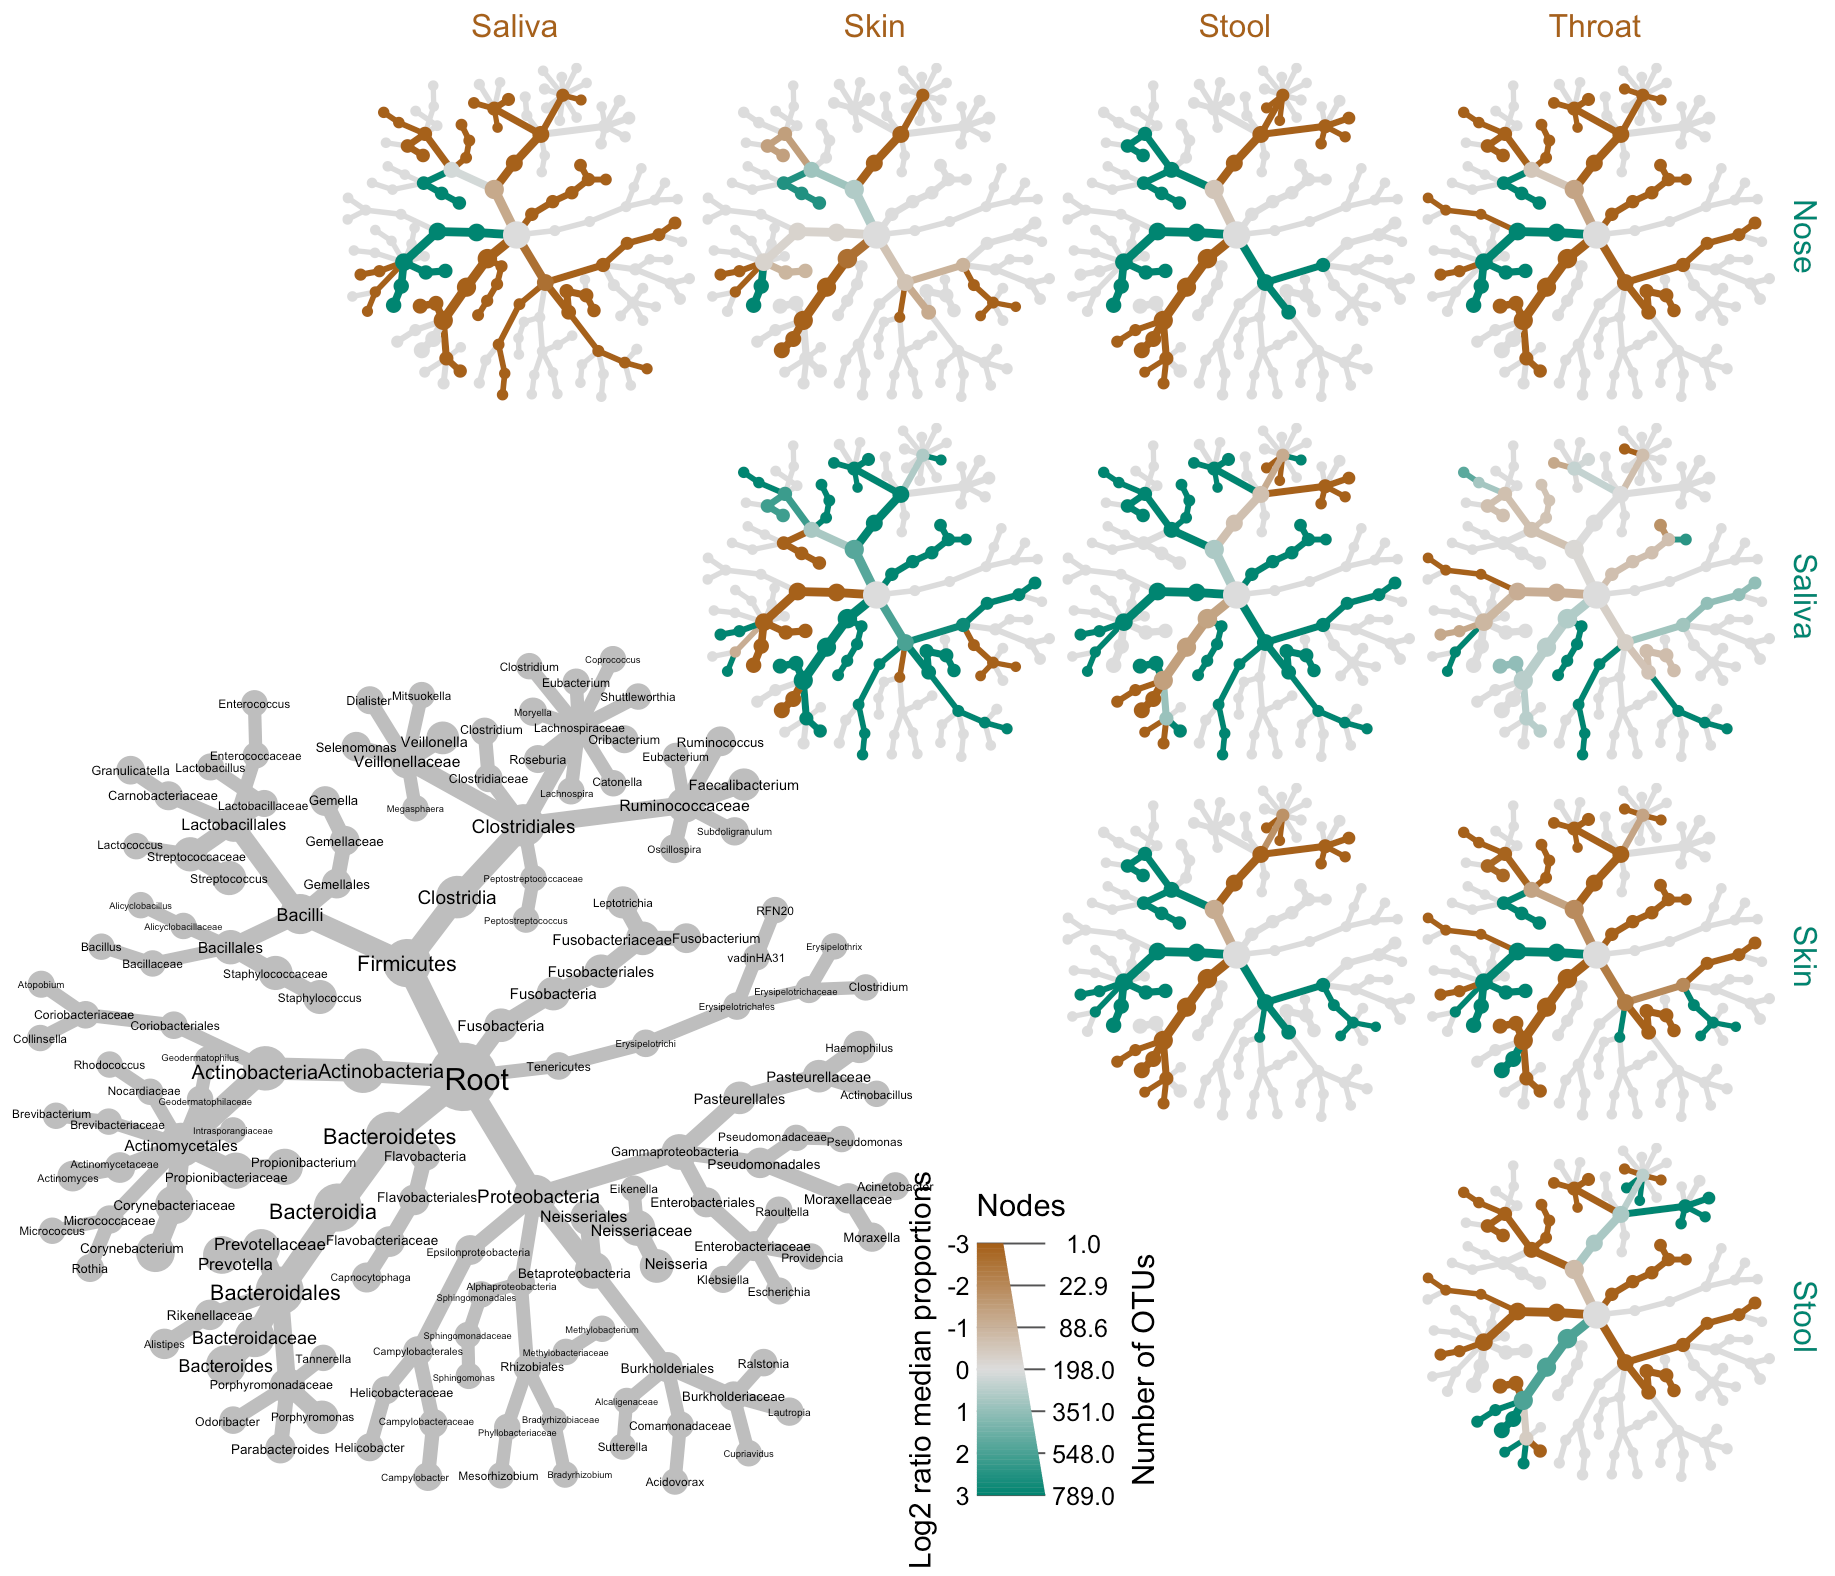 Saliva
Skin
Stool
Throat
Nose
Saliva
Skin
Stool
Clostridium
Coprococcus
Eubacterium
Shuttleworthia
Dialister
Mitsuokella
Enterococcus
Moryella
Lachnospiraceae
Clostridium
Oribacterium
Ruminococcus
Selenomonas
Veillonella
Veillonellaceae
Enterococcaceae
Lactobacillus
Granulicatella
Roseburia
Eubacterium
Clostridiaceae
Catonella
Faecalibacterium
Lachnospira
Carnobacteriaceae
Lactobacillaceae
Gemella
Megasphaera
Ruminococcaceae
Lactobacillales
Clostridiales
Subdoligranulum
Gemellaceae
Lactococcus
Streptococcaceae
Oscillospira
Streptococcus
Gemellales
Peptostreptococcaceae
Clostridia
Leptotrichia
Alicyclobacillus
Bacilli
RFN20
Peptostreptococcus
Alicyclobacillaceae
Fusobacteriaceae
Fusobacterium
Bacillus
Bacillales
Erysipelothrix
Bacillaceae
Firmicutes
vadinHA31
Staphylococcaceae
Fusobacteriales
Atopobium
Clostridium
Erysipelotrichaceae
Fusobacteria
Staphylococcus
Erysipelotrichales
Coriobacteriaceae
Coriobacteriales
Fusobacteria
Collinsella
Erysipelotrichi
Haemophilus
Geodermatophilus
Rhodococcus
Actinobacteria
Actinobacteria
Root
Tenericutes
Pasteurellaceae
Nocardiaceae
Actinobacillus
Geodermatophilaceae
Pasteurellales
Brevibacterium
Brevibacteriaceae
Intrasporangiaceae
Bacteroidetes
Pseudomonadaceae
Pseudomonas
Actinomycetales
Gammaproteobacteria
Flavobacteria
Actinomycetaceae
Propionibacterium
Pseudomonadales
Actinomyces
Propionibacteriaceae
Acinetobacter
Eikenella
Flavobacteriales
Proteobacteria
Moraxellaceae
Enterobacteriales
Corynebacteriaceae
Bacteroidia
Raoultella
Neisseriales
Micrococcaceae
Micrococcus
Neisseriaceae
Moraxella
Flavobacteriaceae
Prevotellaceae
Corynebacterium
Epsilonproteobacteria
Enterobacteriaceae
Providencia
Prevotella
Neisseria
Rothia
Betaproteobacteria
Capnocytophaga
Klebsiella
Alphaproteobacteria
Bacteroidales
Escherichia
Sphingomonadales
Rikenellaceae
Methylobacterium
Bacteroidaceae
Sphingomonadaceae
Alistipes
Campylobacterales
Methylobacteriaceae
Tannerella
Bacteroides
Rhizobiales
Burkholderiales
Ralstonia
Sphingomonas
Porphyromonadaceae
Helicobacteraceae
Burkholderiaceae
Alcaligenaceae
Lautropia
Porphyromonas
Odoribacter
Campylobacteraceae
Bradyrhizobiaceae
Comamonadaceae
Phyllobacteriaceae
Parabacteroides
Helicobacter
Sutterella
Cupriavidus
Campylobacter
Mesorhizobium
Bradyrhizobium
Acidovorax
Nodes
Log2 ratio median proportions
Number of OTUs
-3 1.0
-2 22.9
-1 88.6
0 198.0
1 351.0
2 548.0
3 789.0